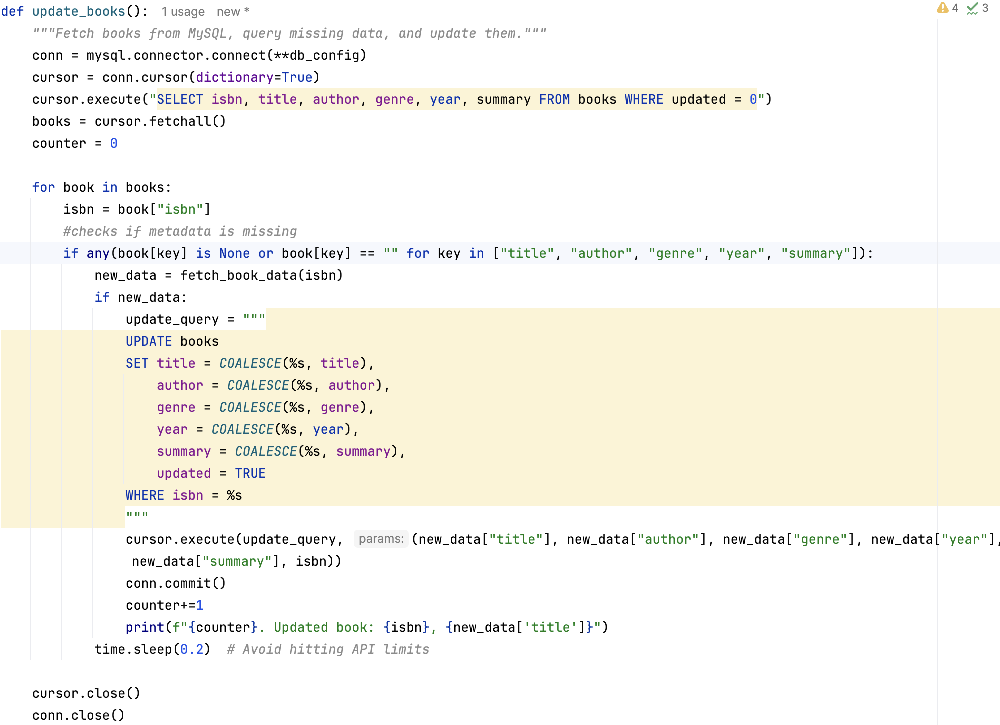 def update_books(): 1 usage new * 4 3
    """Fetch books from MySQL, query missing data, and update them."""
    conn = mysql.connector.connect(**db_config)
    cursor = conn.cursor(dictionary=True)
    cursor.execute("SELECT isbn, title, author, genre, year, summary FROM books WHERE updated = 0")
    books = cursor.fetchall()
    counter = 0

    for book in books:
        isbn = book["isbn"]
        #checks if metadata is missing
        if any(book[key] is None or book[key] == "" for key in ["title", "author", "genre", "year", "summary"]):
            new_data = fetch_book_data(isbn)
            if new_data:
                update_query = """
                UPDATE books
                SET title = COALESCE(%s, title),
                    author = COALESCE(%s, author),
                    genre = COALESCE(%s, genre),
                    year = COALESCE(%s, year),
                    summary = COALESCE(%s, summary),
                    updated = TRUE
                WHERE isbn = %s
                """
                cursor.execute(update_query, params: (new_data["title"], new_data["author"], new_data["genre"], new_data["year"],
                 new_data["summary"], isbn))
                conn.commit()
                counter+=1
                print(f"{counter}. Updated book: {isbn}, {new_data['title']}")
            time.sleep(0.2)  # Avoid hitting API limits

    cursor.close()
    conn.close()